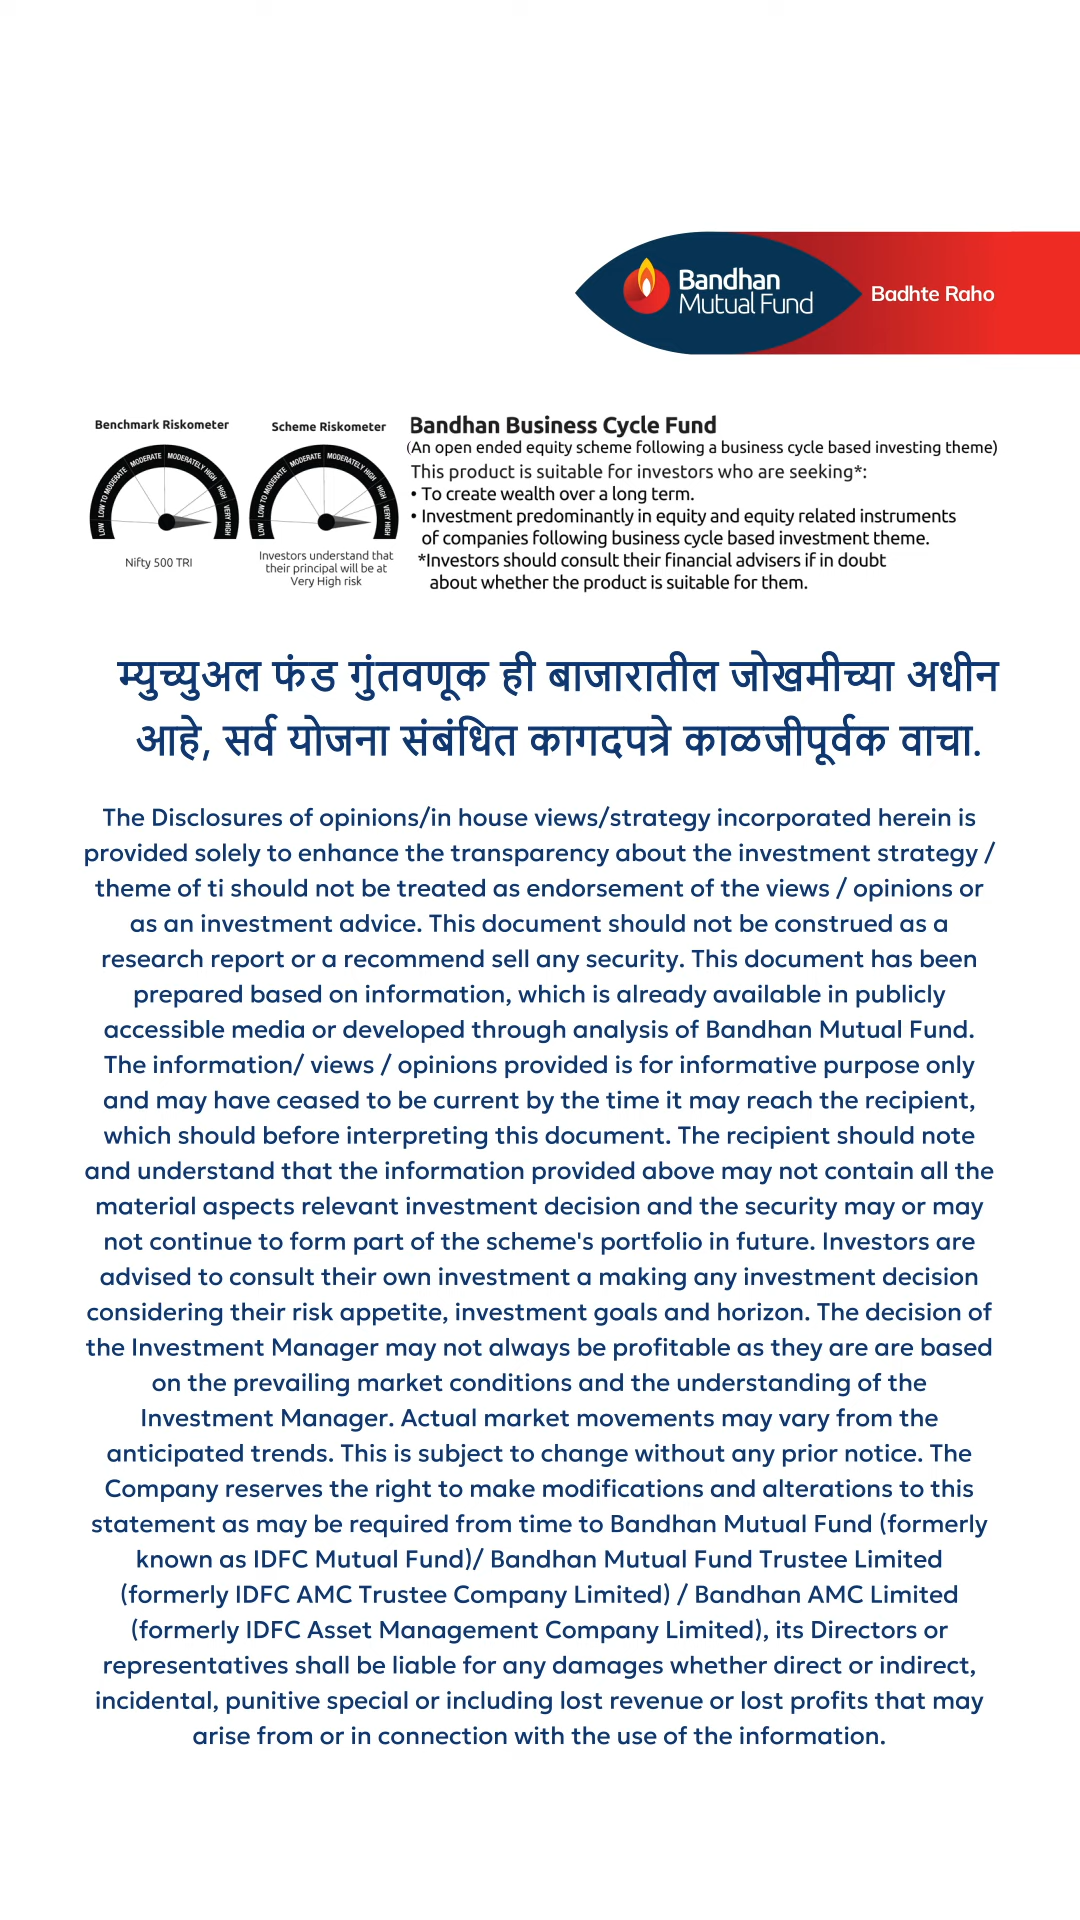 Bandhan
Mutual Fund
Badhte Raho
Benchmark Riskometer
LOW
LOW TO MODERATE
MODERATE
MODERATELY HIGH
HIGH
VERY HIGH
Nifty 500 TRI
Scheme Riskometer
LOW
LOW TO MODERATE
MODERATE
MODERATELY HIGH
HIGH
VERY HIGH
Investors understand that
their principal will be at
Very High risk
Bandhan Business Cycle Fund
(An open ended equity scheme following a business cycle based investing theme)
This product is suitable for investors who are seeking*:
• To create wealth over a long term.
• Investment predominantly in equity and equity related instruments
of companies following business cycle based investment theme.
*Investors should consult their financial advisers if in doubt
about whether the product is suitable for them.
म्युच्युअल फंड गुंतवणूक ही बाजारातील जोखमीच्या अधीन
आहे, सर्व योजना संबंधित कागदपत्रे काळजीपूर्वक वाचा.
The Disclosures of opinions/in house views/strategy incorporated herein is
provided solely to enhance the transparency about the investment strategy /
theme of ti should not be treated as endorsement of the views / opinions or
as an investment advice. This document should not be construed as a
research report or a recommend sell any security. This document has been
prepared based on information, which is already available in publicly
accessible media or developed through analysis of Bandhan Mutual Fund.
The information/ views / opinions provided is for informative purpose only
and may have ceased to be current by the time it may reach the recipient,
which should before interpreting this document. The recipient should note
and understand that the information provided above may not contain all the
material aspects relevant investment decision and the security may or may
not continue to form part of the scheme's portfolio in future. Investors are
advised to consult their own investment a making any investment decision
considering their risk appetite, investment goals and horizon. The decision of
the Investment Manager may not always be profitable as they are are based
on the prevailing market conditions and the understanding of the
Investment Manager. Actual market movements may vary from the
anticipated trends. This is subject to change without any prior notice. The
Company reserves the right to make modifications and alterations to this
statement as may be required from time to Bandhan Mutual Fund (formerly
known as IDFC Mutual Fund)/ Bandhan Mutual Fund Trustee Limited
(formerly IDFC AMC Trustee Company Limited) / Bandhan AMC Limited
(formerly IDFC Asset Management Company Limited), its Directors or
representatives shall be liable for any damages whether direct or indirect,
incidental, punitive special or including lost revenue or lost profits that may
arise from or in connection with the use of the information.